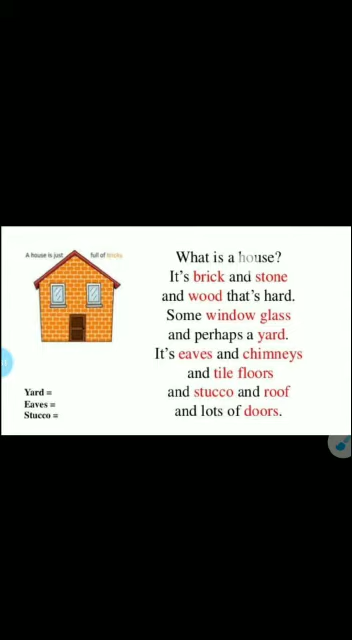 A house is just full of bricks
What is a house?
It's brick and stone
and wood that's hard.
Some window glass
and perhaps a yard.
It's eaves and chimneys
and tile floors
and stucco and roof
and lots of doors.
Yard =
Eaves =
Stucco =